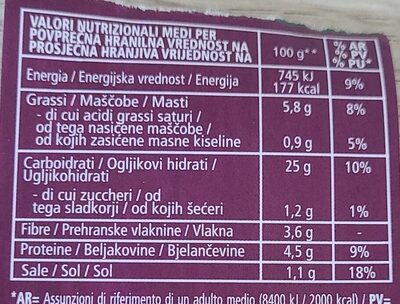 VALORI NUTRIZIONALI MEDI PER
POVPREČNA HRANILNA VREDNOST NA
PROSJEČNA HRANJIVA VRIJEDNOST NA
100 g**
% AR
% PV
% PU*
Energia / Energijska vrednost / Energija
745 kJ
177 kcal
9%
Grassi / Maščobe / Masti
5,8 g
8%
- di cui acidi grassi saturi /
od tega nasičene maščobe /
od kojih zasićene masne kiseline
0,9 g
5%
Carboidrati / Ogljikovi hidrati /
Ugljikohidrati
25 g
10%
- di cui zuccheri / od
tega sladkorji / od kojih šećeri
1,2 g
1%
Fibre / Prehranske vlaknine / Vlakna
3,6 g
-
Proteine / Beljakovine / Bjelančevine
4,5 g
9%
Sale / Sol / Sol
1,1 g
18%
*AR= Assunzioni di riferimento di un adulto medio (8400 kJ / 2000 kcal) / PV=